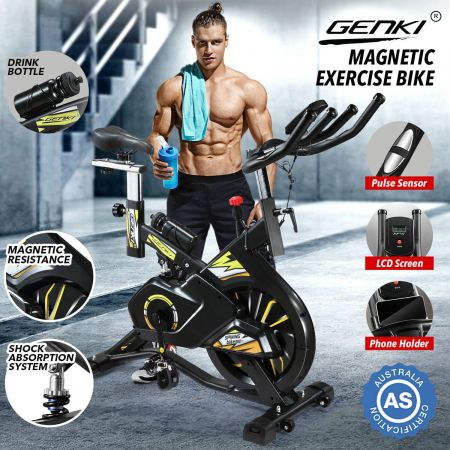 GENKI®
MAGNETIC
EXERCISE BIKE
DRINK
BOTTLE
Pulse Sensor
MAGNETIC
RESISTANCE
LCD Screen
SHOCK
ABSORPTION
SYSTEM
Phone Holder
AUSTRALIA
AS
CERTIFICATION